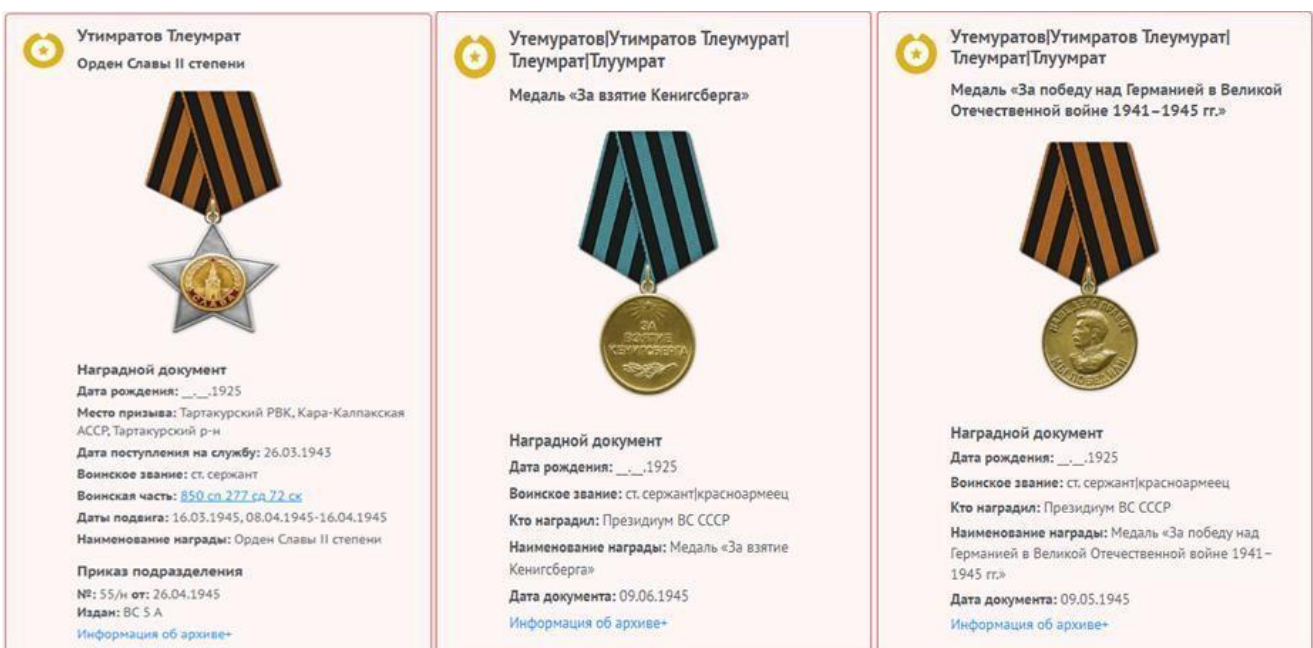 Утимратов Тлеумрат
Орден Славы II степени
СЛАВА
Наградной документ
Дата рождения: __.__.1925
Место призыва: Тартакурский РВК, Кара-Калпакская
АССР, Тартакурский р-н
Дата поступления на службу: 26.03.1943
Воинское звание: ст. сержант
Воинская часть: 850 сп 277 сд 72 ск
Даты подвига: 16.03.1945, 08.04.1945-16.04.1945
Наименование награды: Орден Славы II степени
Приказ подразделения
№: 55/н от: 26.04.1945
Издан: ВС 5 А
Информация об архиве+
Утемуратов|Утимратов Тлеумурат|
Тлеумрат|Тлуумрат
Медаль «За взятие Кенигсберга»
ЗА
ВЗЯТИЕ
КЕНИГСБЕРГА
Наградной документ
Дата рождения: __.__.1925
Воинское звание: ст. сержант|красноармеец
Кто наградил: Президиум ВС СССР
Наименование награды: Медаль «За взятие
Кенигсберга»
Дата документа: 09.06.1945
Информация об архиве+
Утемуратов|Утимратов Тлеумурат|
Тлеумрат|Тлуумрат
Медаль «За победу над Германией в Великой
Отечественной войне 1941–1945 гг.»
НАШЕ ДЕЛО ПРАВОЕ
МЫ ПОБЕДИЛИ
Наградной документ
Дата рождения: __.__.1925
Воинское звание: ст. сержант|красноармеец
Кто наградил: Президиум ВС СССР
Наименование награды: Медаль «За победу над
Германией в Великой Отечественной войне 1941–
1945 гг.»
Дата документа: 09.05.1945
Информация об архиве+